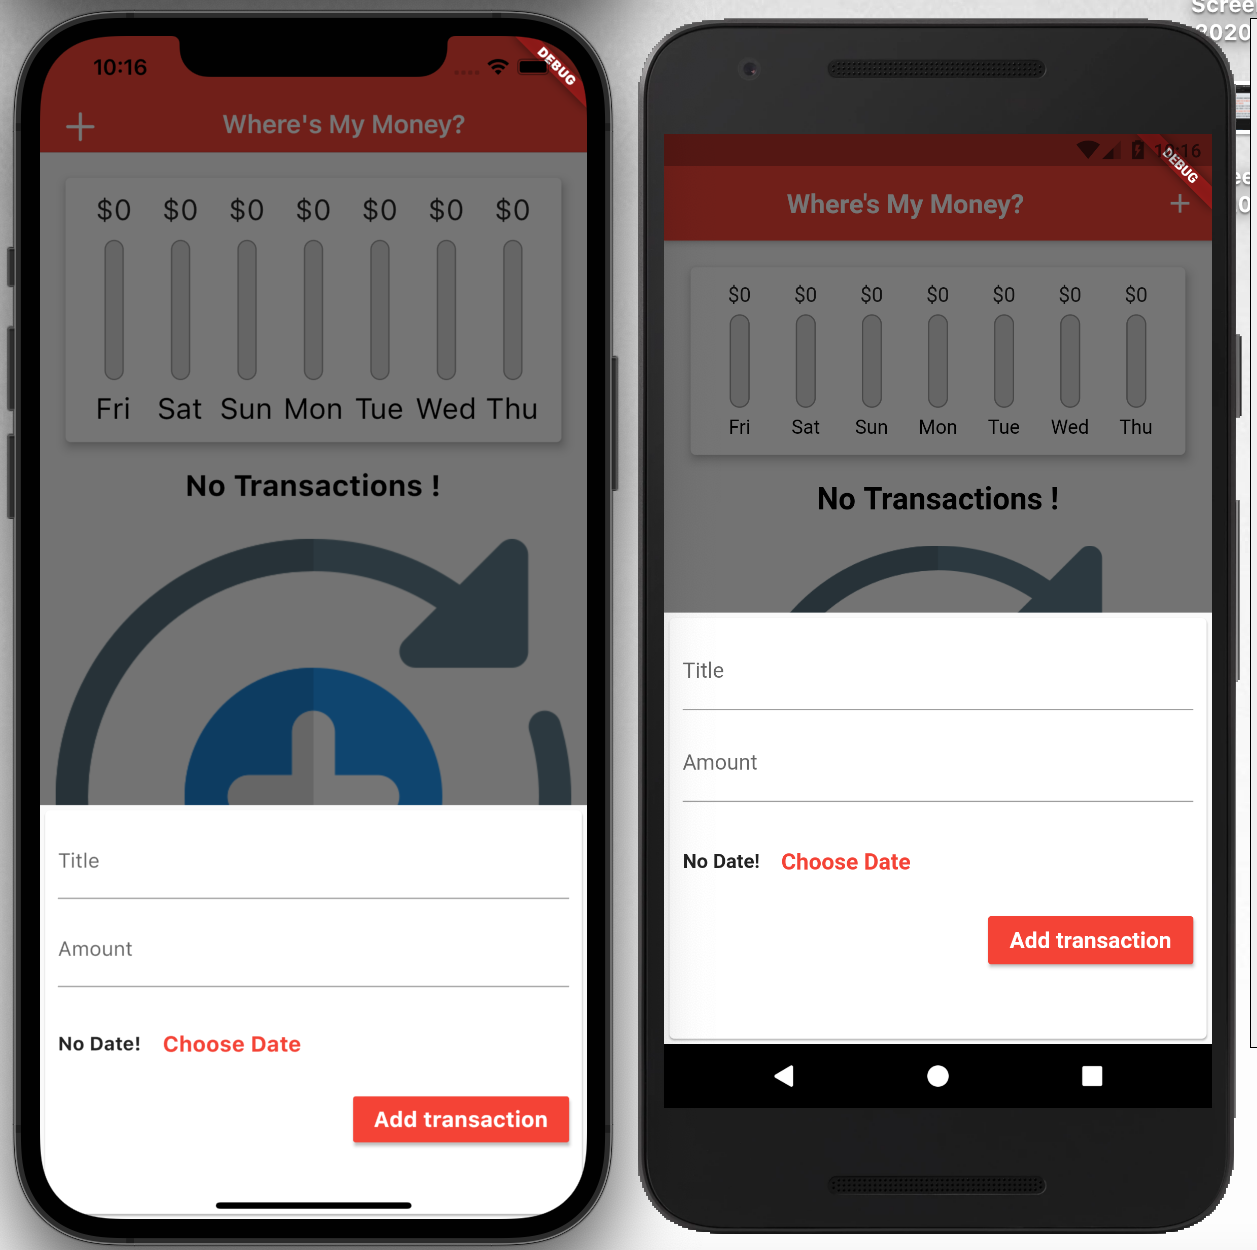 Scree
2020
10:16
DEBUG
Where's My Money?
$0 $0 $0 $0 $0 $0 $0
Fri Sat Sun Mon Tue Wed Thu
No Transactions !
Title
Amount
No Date! Choose Date
Add transaction
10:16
DEBUG
Where's My Money?
$0 $0 $0 $0 $0 $0 $0
Fri Sat Sun Mon Tue Wed Thu
No Transactions !
Title
Amount
No Date! Choose Date
Add transaction